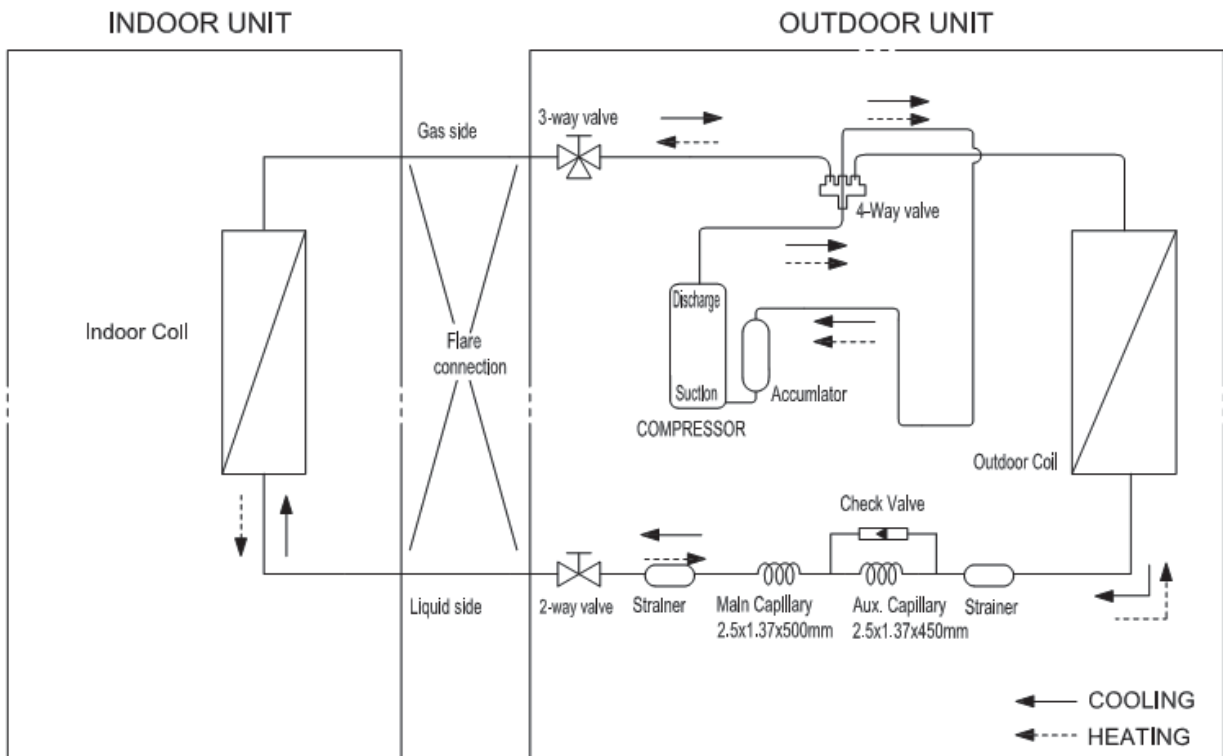 INDOOR UNIT
OUTDOOR UNIT
3-way valve
Gas side
4-Way valve
Discharge
Indoor Coil
Flare
connection
Suction
Accumlator
COMPRESSOR
Outdoor Coil
Check Valve
Liquid side
2-way valve
Strainer
Main Capillary
2.5x1.37x500mm
Aux. Capillary
2.5x1.37x450mm
Strainer
COOLING
HEATING